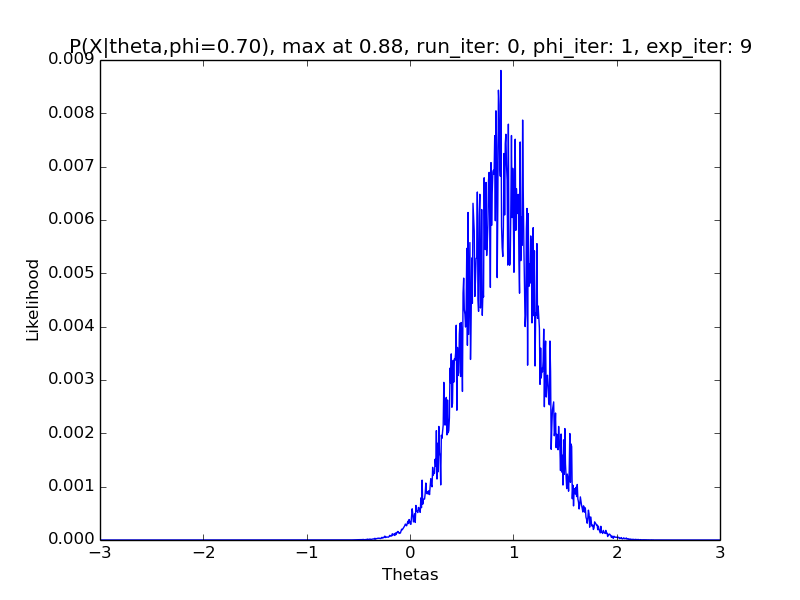 P(X|theta,phi=0.70), max at 0.88, run_iter: 0, phi_iter: 1, exp_iter: 9
0.009
0.008
0.007
0.006
0.005
0.004
0.003
0.002
0.001
0.000
Likelihood
−3 −2 −1 0 1 2 3
Thetas